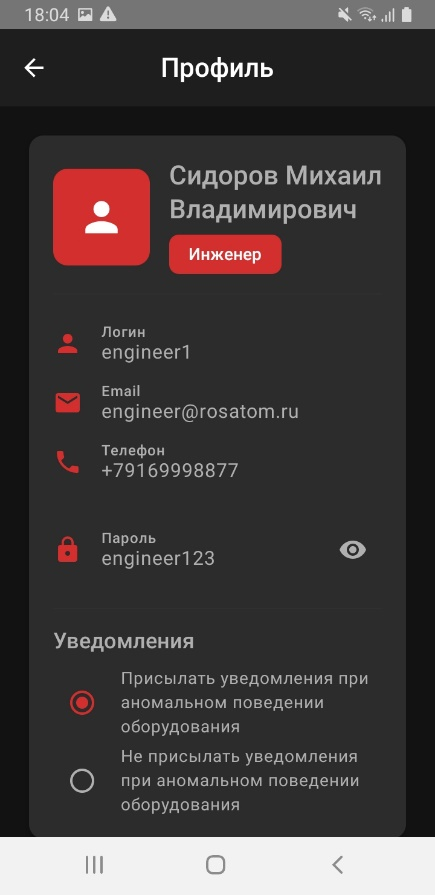 18:04
Профиль
Сидоров Михаил
Владимирович
Инженер
Логин
engineer1
Email
engineer@rosatom.ru
Телефон
+79169998877
Пароль
engineer123
Уведомления
Присылать уведомления при
аномальном поведении
оборудования
Не присылать уведомления
при аномальном поведении
оборудования